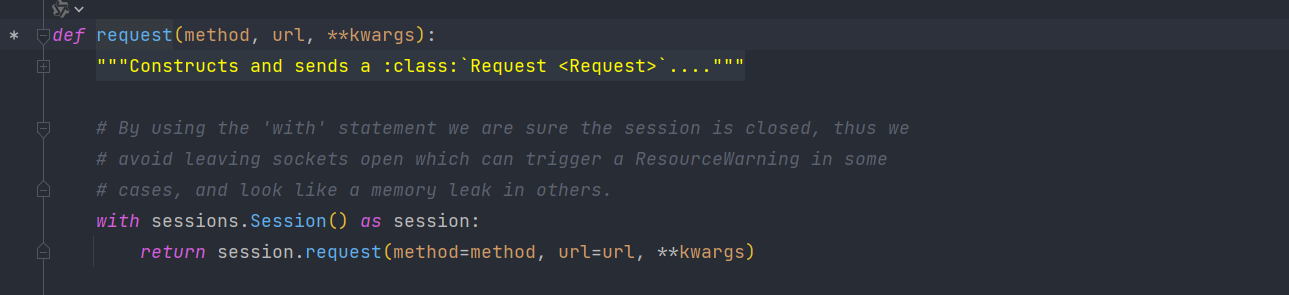 * def request(method, url, **kwargs):
    """Constructs and sends a :class:`Request <Request>`...."""
    # By using the 'with' statement we are sure the session is closed, thus we
    # avoid leaving sockets open which can trigger a ResourceWarning in some
    # cases, and look like a memory leak in others.
    with sessions.Session() as session:
        return session.request(method=method, url=url, **kwargs)